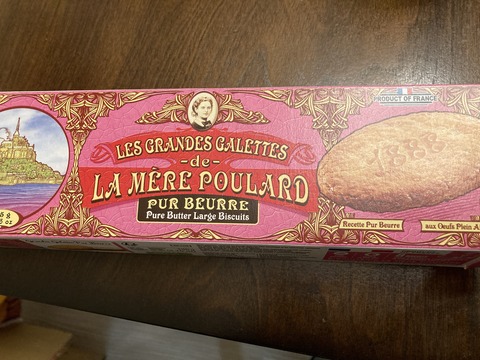 PRODUCT OF FRANCE
LES GRANDES GALETTES
-de-
LA MÈRE POULARD
PUR BEURRE
Pure Butter Large Biscuits
Recette Pur Beurre
aux Oeufs Plein A